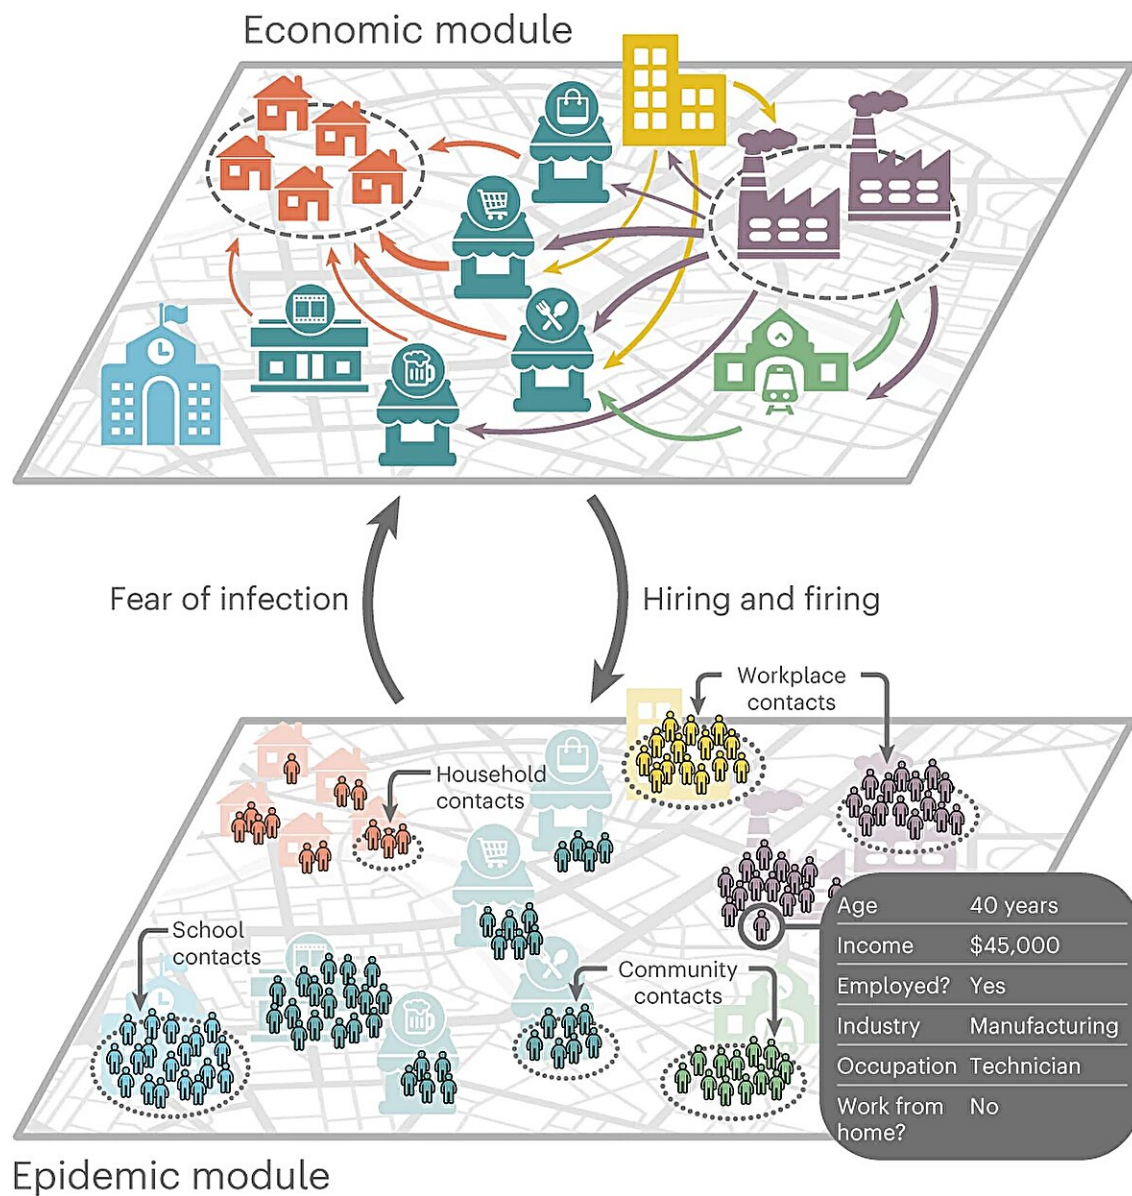 Economic module
Fear of infection
Hiring and firing
Workplace
contacts
Household
contacts
School
contacts
Community
contacts
Age 40 years
Income $45,000
Employed? Yes
Industry Manufacturing
Occupation Technician
Work from No
home?
Epidemic module